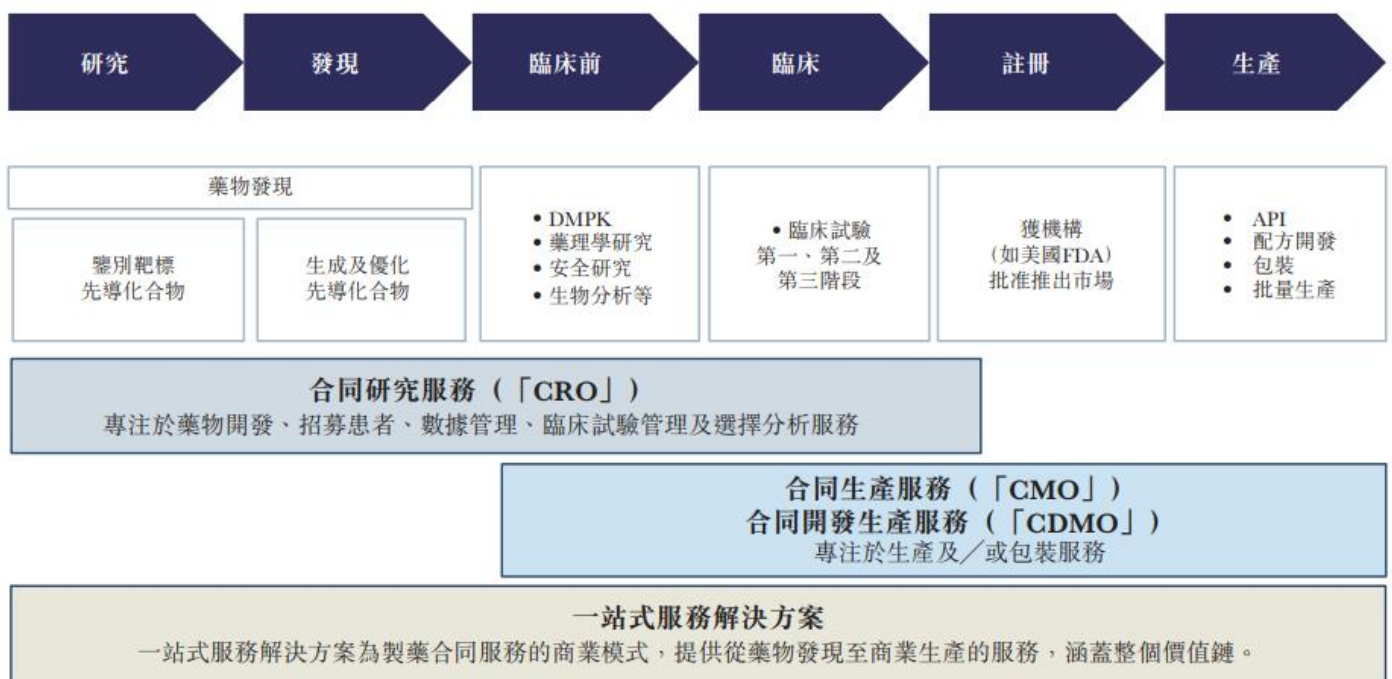 研究
發現
臨床前
臨床
註冊
生產
藥物發現
鑒別靶標
先導化合物
生成及優化
先導化合物
• DMPK
• 藥理學研究
• 安全研究
• 生物分析等
• 臨床試驗
第一、第二及
第三階段
獲機構
(如美國FDA)
批准推出市場
• API
• 配方開發
• 包裝
• 批量生產
合同研究服務（「CRO」）
專注於藥物開發、招募患者、數據管理、臨床試驗管理及選擇分析服務
合同生產服務（「CMO」）
合同開發生產服務（「CDMO」）
專注於生產及╱或包裝服務
一站式服務解決方案
一站式服務解決方案為製藥合同服務的商業模式，提供從藥物發現至商業生產的服務，涵蓋整個價值鏈。